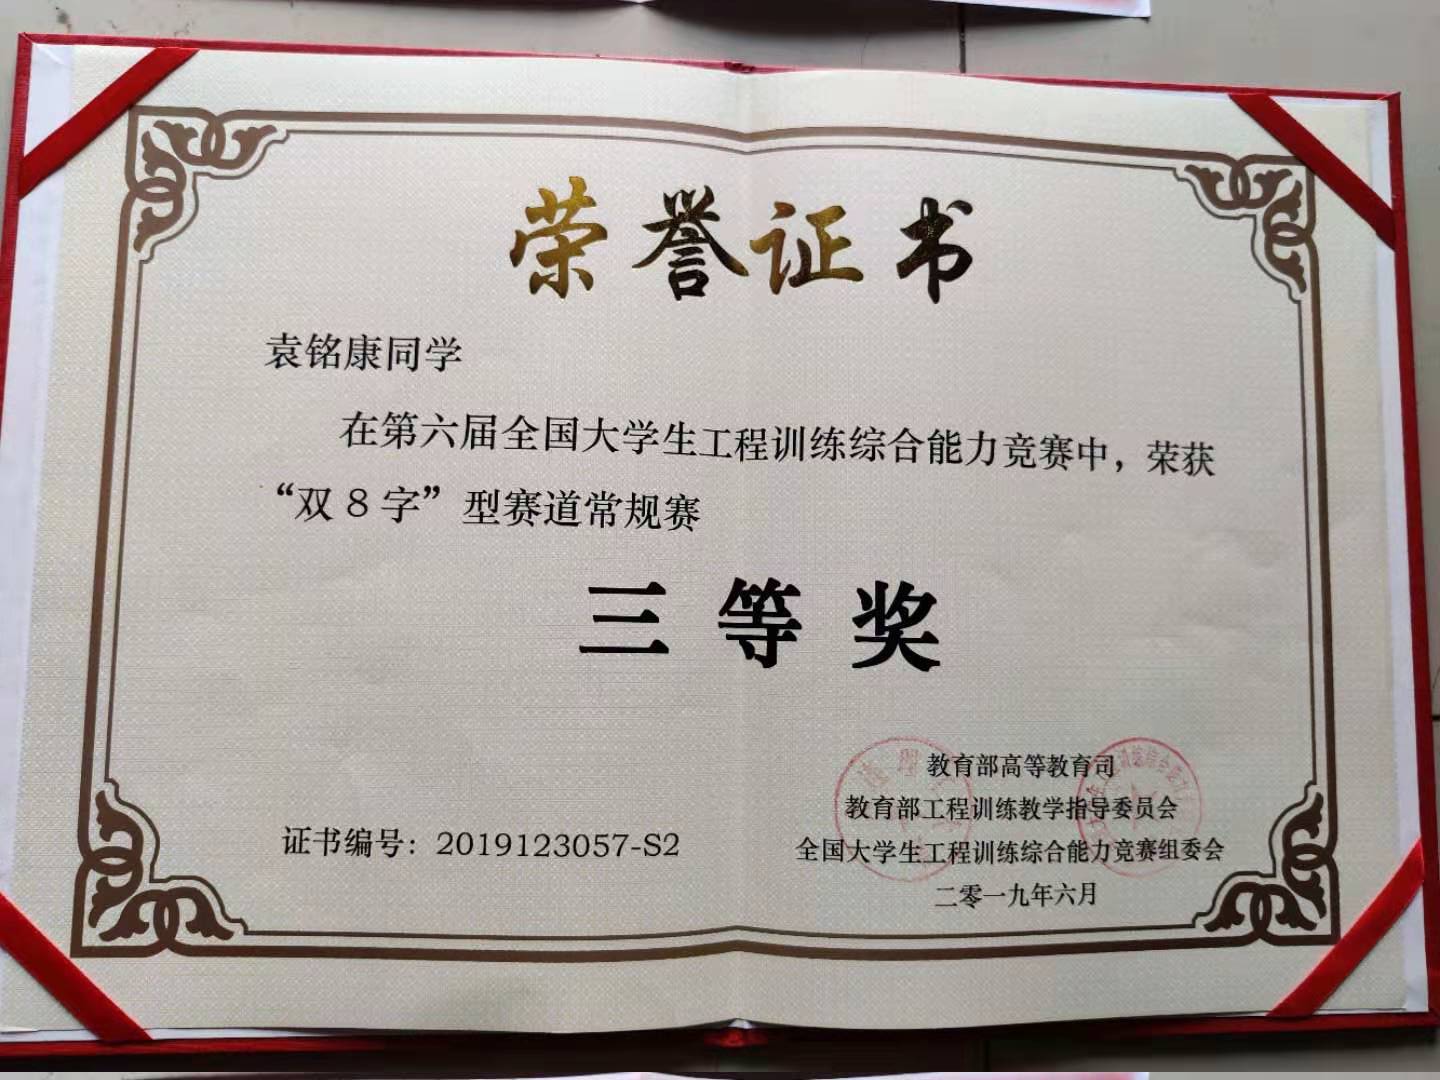 荣誉证书
袁铭康同学
在第六届全国大学生工程训练综合能力竞赛中，荣获
“双8字”型赛道常规赛
三等奖
教育部高等教育司
教育部工程训练教学指导委员会
证书编号：2019123057-S2
全国大学生工程训练综合能力竞赛组委会
二零一九年六月